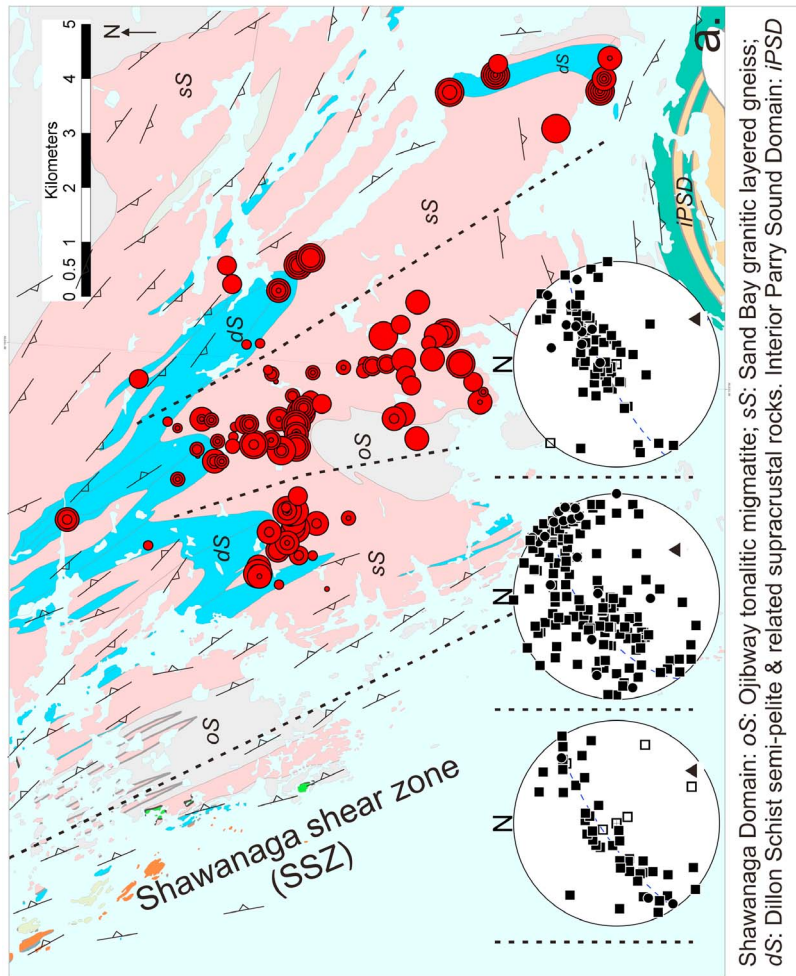 a.
N
Kilometers
0 0.5 1 2 3 4 5
sS
dS
sS
iPSD
dS
oS
dS
sS
oS
Shawanaga shear zone
(SSZ)
N
N
N
Shawanaga Domain: oS: Ojibway tonalitic migmatite; sS: Sand Bay granitic layered gneiss;
dS: Dillon Schist semi-pelite & related supracrustal rocks. Interior Parry Sound Domain: iPSD